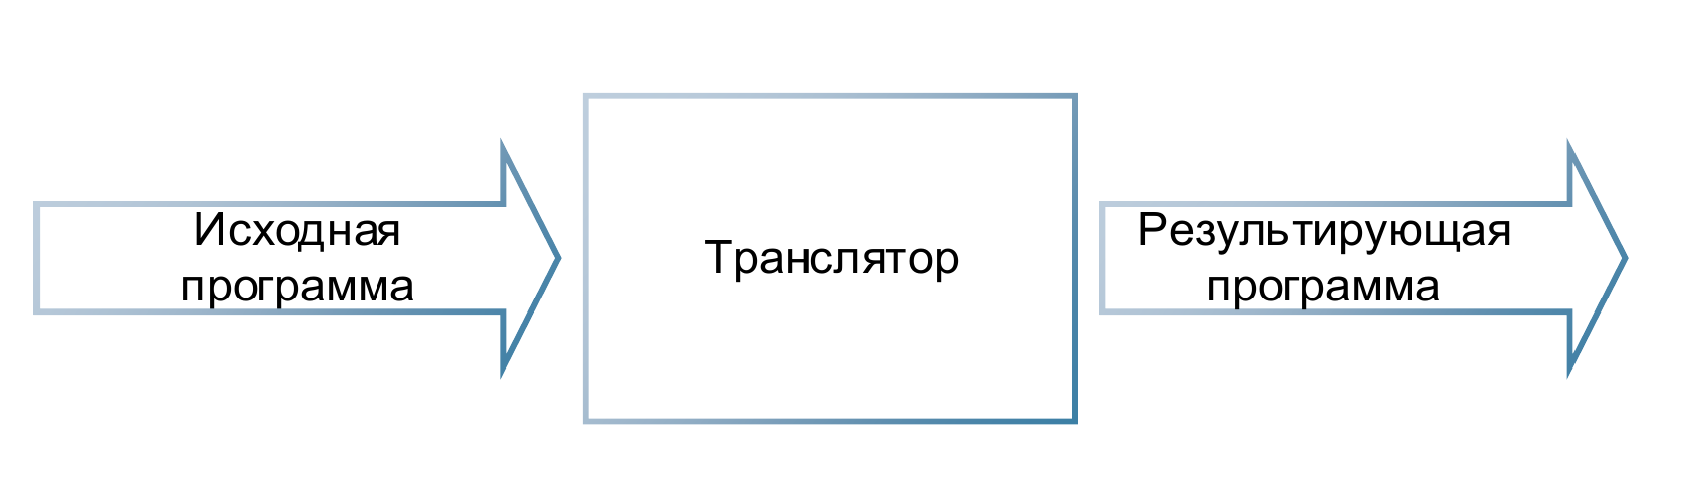 Исходная
программа
Транслятор
Результирующая
программа